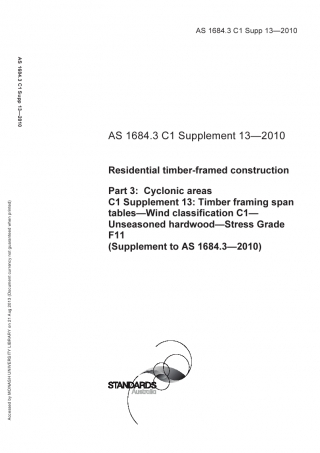 AS 1684.3 C1 Supp 13—2010
AS 1684.3 C1 Supp 13—2010
AS 1684.3 C1 Supplement 13—2010
Residential timber-framed construction
Part 3: Cyclonic areas
C1 Supplement 13: Timber framing span
tables—Wind classification C1—
Unseasoned hardwood—Stress Grade
F11
(Supplement to AS 1684.3—2010)
STANDARDS
Australia
Accessed by MONASH UNIVERSITY LIBRARY on 21 Aug 2010 (Document currency not guaranteed when printed)